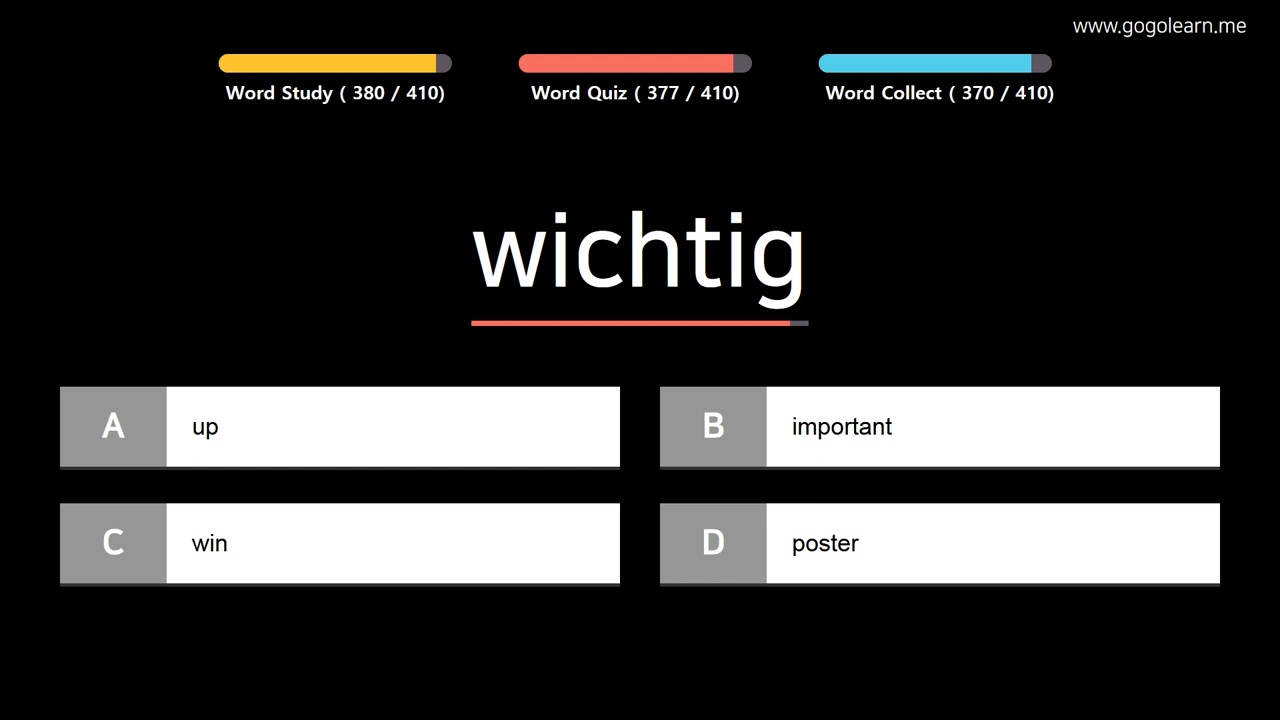 www.gogolearn.me
Word Study ( 380 / 410)
Word Quiz ( 377 / 410)
Word Collect ( 370 / 410)
wichtig
A up
B important
C win
D poster